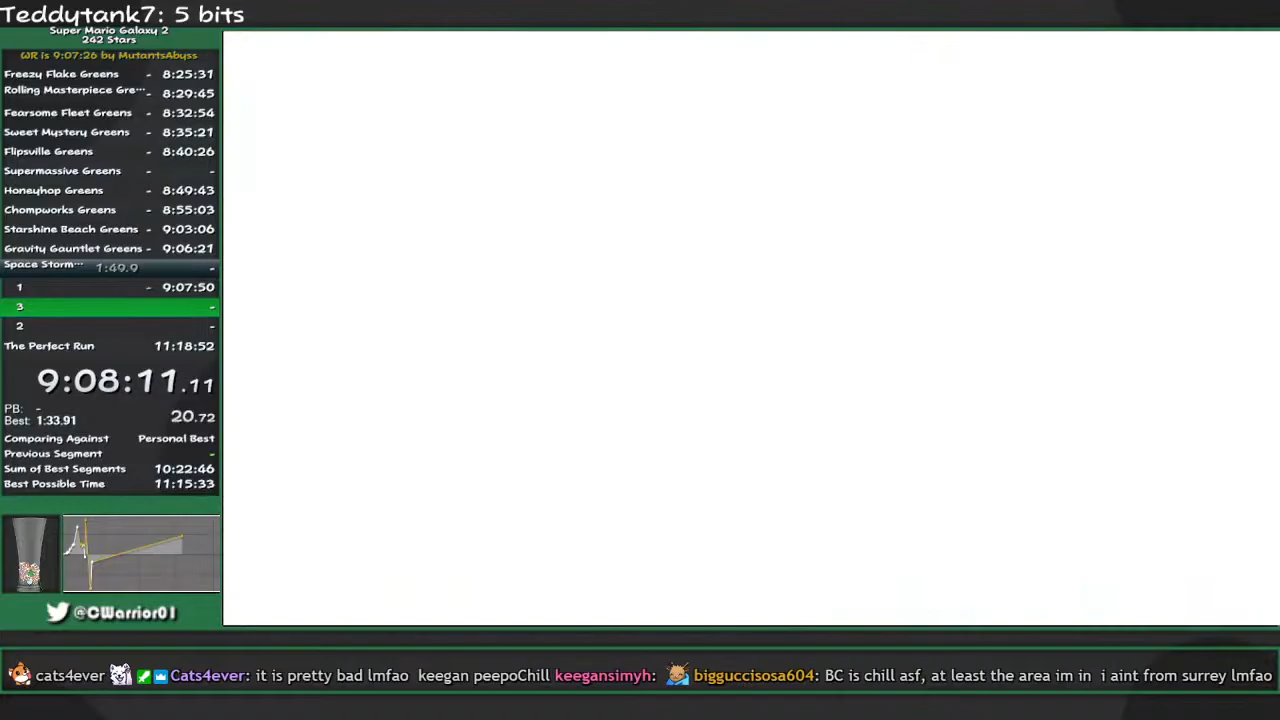 Teddytank7: 5 bits
Super Mario Galaxy 2
242 Stars
WR is 9:07:26 by MutantsAbyss
Freezy Flake Greens - 8:25:31
Rolling Masterpiece Gre··· - 8:29:45
Fearsome Fleet Greens - 8:32:54
Sweet Mystery Greens - 8:35:21
Flipsville Greens - 8:40:26
Supermassive Greens - -
Honeyhop Greens - 8:49:43
Chompworks Greens - 8:55:03
Starshine Beach Greens - 9:03:06
Gravity Gauntlet Greens - 9:06:21
Space Storm··· 1:49.9 -
1 - 9:07:50
3 -
2 -
The Perfect Run 11:18:52
9:08:11.11
PB: -
Best: 1:33.91 20.72
Comparing Against Personal Best
Previous Segment -
Sum of Best Segments 10:22:46
Best Possible Time 11:15:33
@CWarrior01
cats4ever Cats4ever: it is pretty bad lmfao keegan peepoChill keegansimyh: bigguccisosa604: BC is chill asf, at least the area im in i aint from surrey lmfao